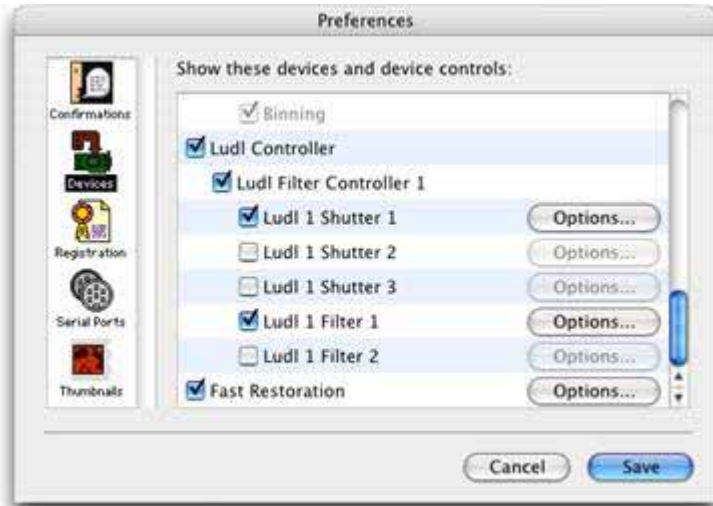 Preferences
Show these devices and device controls:
Confirmations
Devices
Registration
Serial Ports
Thumbnails
Binning
Ludl Controller
Ludl Filter Controller 1
Ludl 1 Shutter 1 Options...
Ludl 1 Shutter 2 Options...
Ludl 1 Shutter 3 Options...
Ludl 1 Filter 1 Options...
Ludl 1 Filter 2 Options...
Fast Restoration Options...
Cancel Save